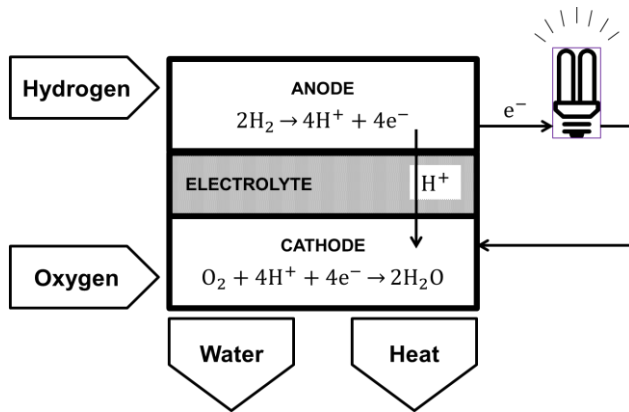 Hydrogen
ANODE
2H₂ → 4H⁺ + 4e⁻
e⁻
ELECTROLYTE
H⁺
CATHODE
O₂ + 4H⁺ + 4e⁻ → 2H₂O
Oxygen
Water
Heat